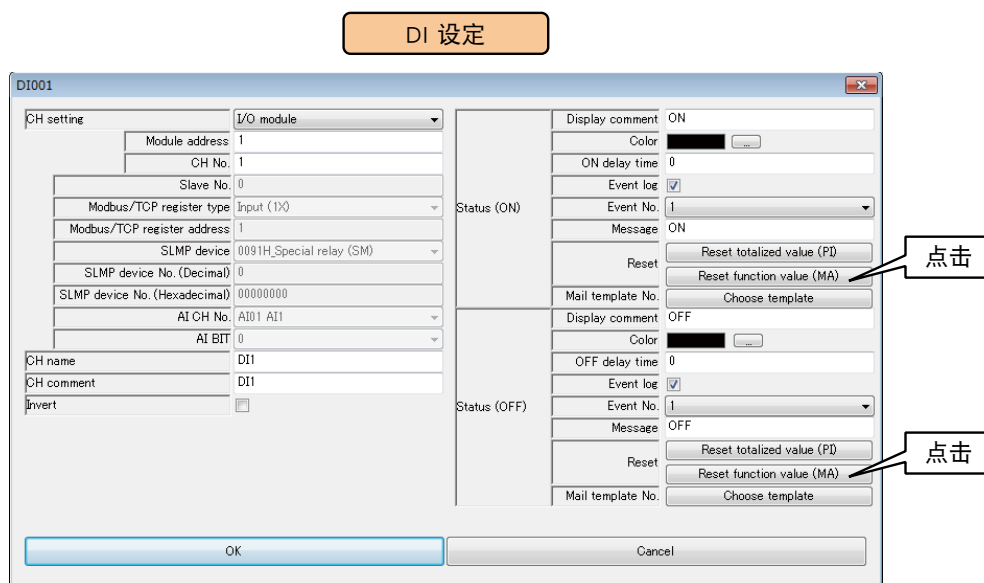 DI 设定
DI001
CH setting I/O module
Module address 1
CH No. 1
Slave No. 0
Modbus/TCP register type Input (1X)
Modbus/TCP register address 1
SLMP device 0091H_Special relay (SM)
SLMP device No. (Decimal) 0
SLMP device No. (Hexadecimal) 00000000
AI CH No. AI01 AI1
AI BIT 0
CH name DI1
CH comment DI1
Invert
Status (ON)
Display comment ON
Color ...
ON delay time 0
Event log
Event No. 1
Message ON
Reset
Reset totalized value (PI)
Reset function value (MA)
点击
Mail template No. Choose template
Status (OFF)
Display comment OFF
Color ...
OFF delay time 0
Event log
Event No. 1
Message OFF
Reset
Reset totalized value (PI)
Reset function value (MA)
点击
Mail template No. Choose template
OK Cancel